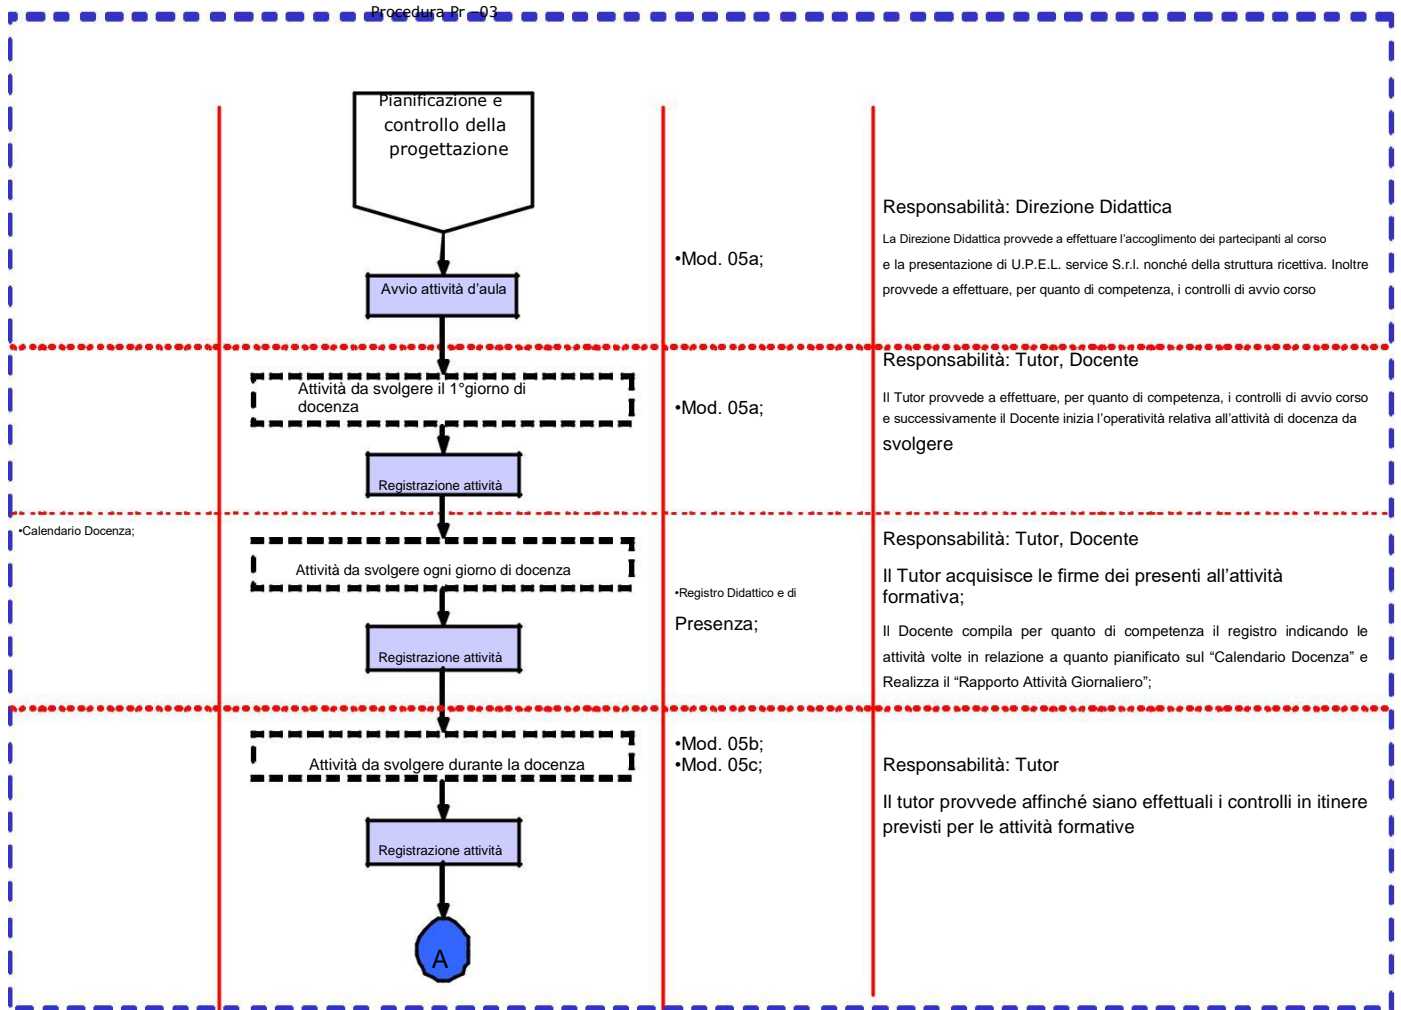 Procedura Pr –03
Pianificazione e
controllo della
progettazione
Avvio attività d’aula
•Mod. 05a;
Responsabilità: Direzione Didattica
La Direzione Didattica provvede a effettuare l’accoglimento dei partecipanti al corso
e la presentazione di U.P.E.L. service S.r.l. nonché della struttura ricettiva. Inoltre
provvede a effettuare, per quanto di competenza, i controlli di avvio corso
Attività da svolgere il 1°giorno di
docenza
Registrazione attività
•Mod. 05a;
Responsabilità: Tutor, Docente
Il Tutor provvede a effettuare, per quanto di competenza, i controlli di avvio corso
e successivamente il Docente inizia l’operatività relativa all’attività di docenza da
svolgere
•Calendario Docenza;
Attività da svolgere ogni giorno di docenza
Registrazione attività
•Registro Didattico e di
Presenza;
Responsabilità: Tutor, Docente
Il Tutor acquisisce le firme dei presenti all’attività
formativa;
Il Docente compila per quanto di competenza il registro indicando le
attività volte in relazione a quanto pianificato sul “Calendario Docenza” e
Realizza il “Rapporto Attività Giornaliero”;
Attività da svolgere durante la docenza
Registrazione attività
A
•Mod. 05b;
•Mod. 05c;
Responsabilità: Tutor
Il tutor provvede affinché siano effettuali i controlli in itinere
previsti per le attività formative